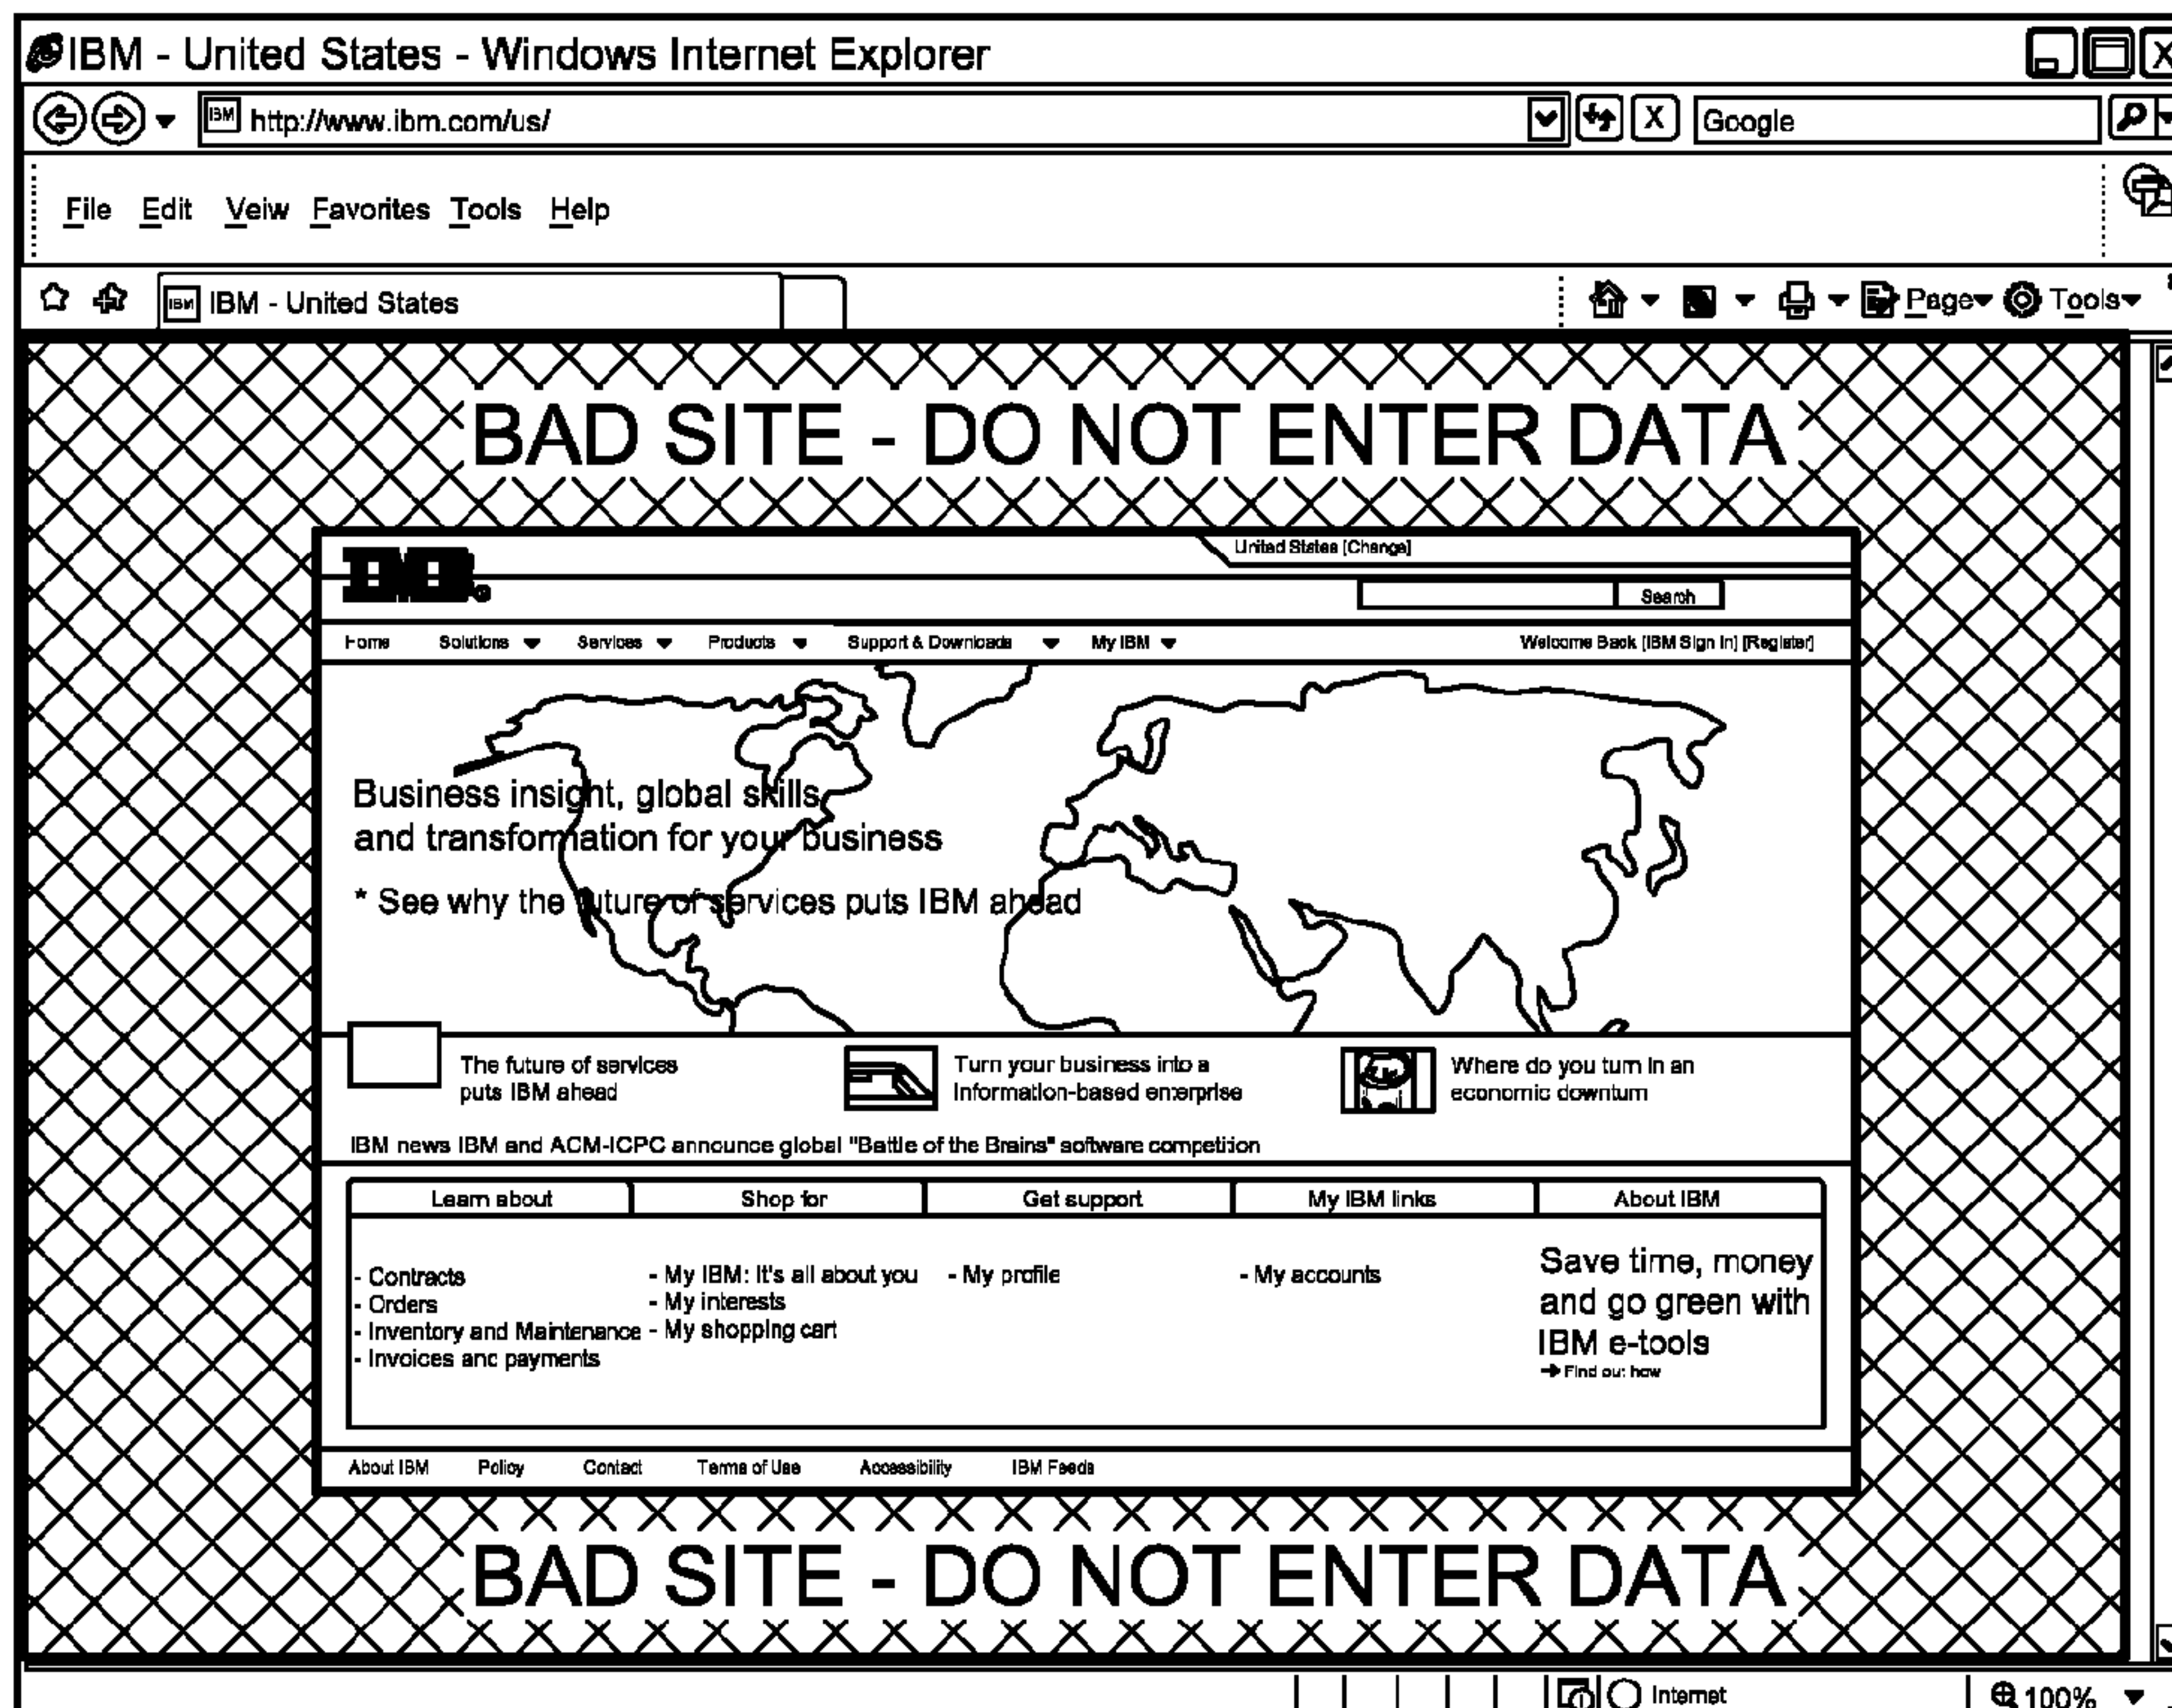 IBM - United States - Windows Internet Explorer
X
IBM http://www.ibm.com/us/ X Google
File Edit Veiw Favorites Tools Help
IBM IBM - United States Page Tools
BAD SITE - DO NOT ENTER DATA
United States [Change]
IBM
Search
Home Solutions Services Products Support & Downloads My IBM Welcome Back [IBM Sign In] [Register]
Business insight, global skills
and transformation for your business
* See why the future of services puts IBM ahead
The future of services
puts IBM ahead
Turn your business into a
Information-based enterprise
Where do you turn in an
economic downturn
IBM news IBM and ACM-ICPC announce global "Battle of the Brains" software competition
Learn about Shop for Get support My IBM links About IBM
- Contracts
- Orders
- Inventory and Maintenance
- Invoices and payments
- My IBM: It's all about you
- My interests
- My shopping cart
- My profile
- My accounts
Save time, money
and go green with
IBM e-tools
Find out how
About IBM Policy Contact Terms of Use Accessibility IBM Feeds
BAD SITE - DO NOT ENTER DATA
Internet 100%